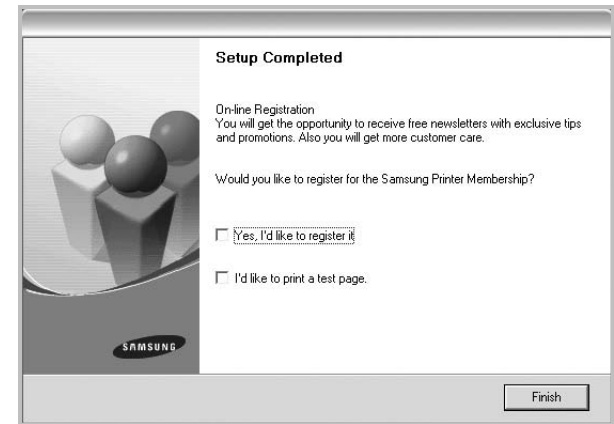 Setup Completed
On-line Registration
You will get the opportunity to receive free newsletters with exclusive tips
and promotions. Also you will get more customer care.
Would you like to register for the Samsung Printer Membership?
Yes, I'd like to register it
I'd like to print a test page.
SAMSUNG
Finish